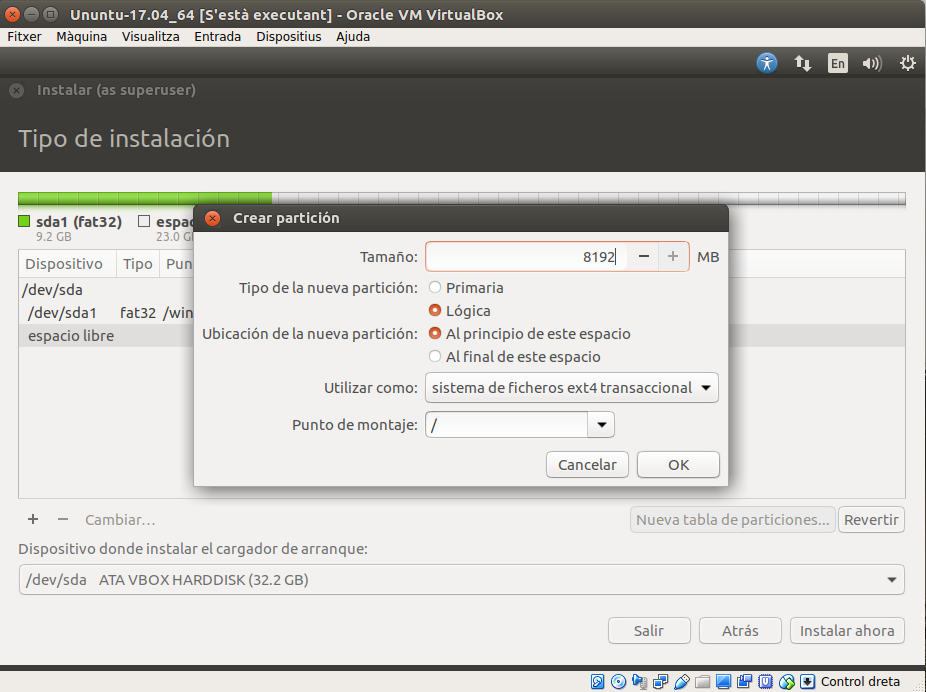 Ununtu-17.04_64 [S'està executant] - Oracle VM VirtualBox
Fitxer Màquina Visualitza Entrada Dispositius Ajuda
En
Instalar (as superuser)
Tipo de instalación
sda1 (fat32)
9.2 GB
23.0
Dispositivo Tipo
/dev/sda
/dev/sda1 fat32
espacio libre
Crear partición
Tamaño: 8192 MB
Tipo de la nueva partición: Primaria
Lógica
Ubicación de la nueva partición: Al principio de este espacio
Al final de este espacio
Utilizar como: sistema de ficheros ext4 transaccional
Punto de montaje: /
Cancelar OK
+ − Cambiar... Nueva tabla de particiones... Revertir
Dispositivo donde instalar el cargador de arranque:
/dev/sda ATA VBOX HARDDISK (32.2 GB)
Salir Atrás Instalar ahora
Control dreta